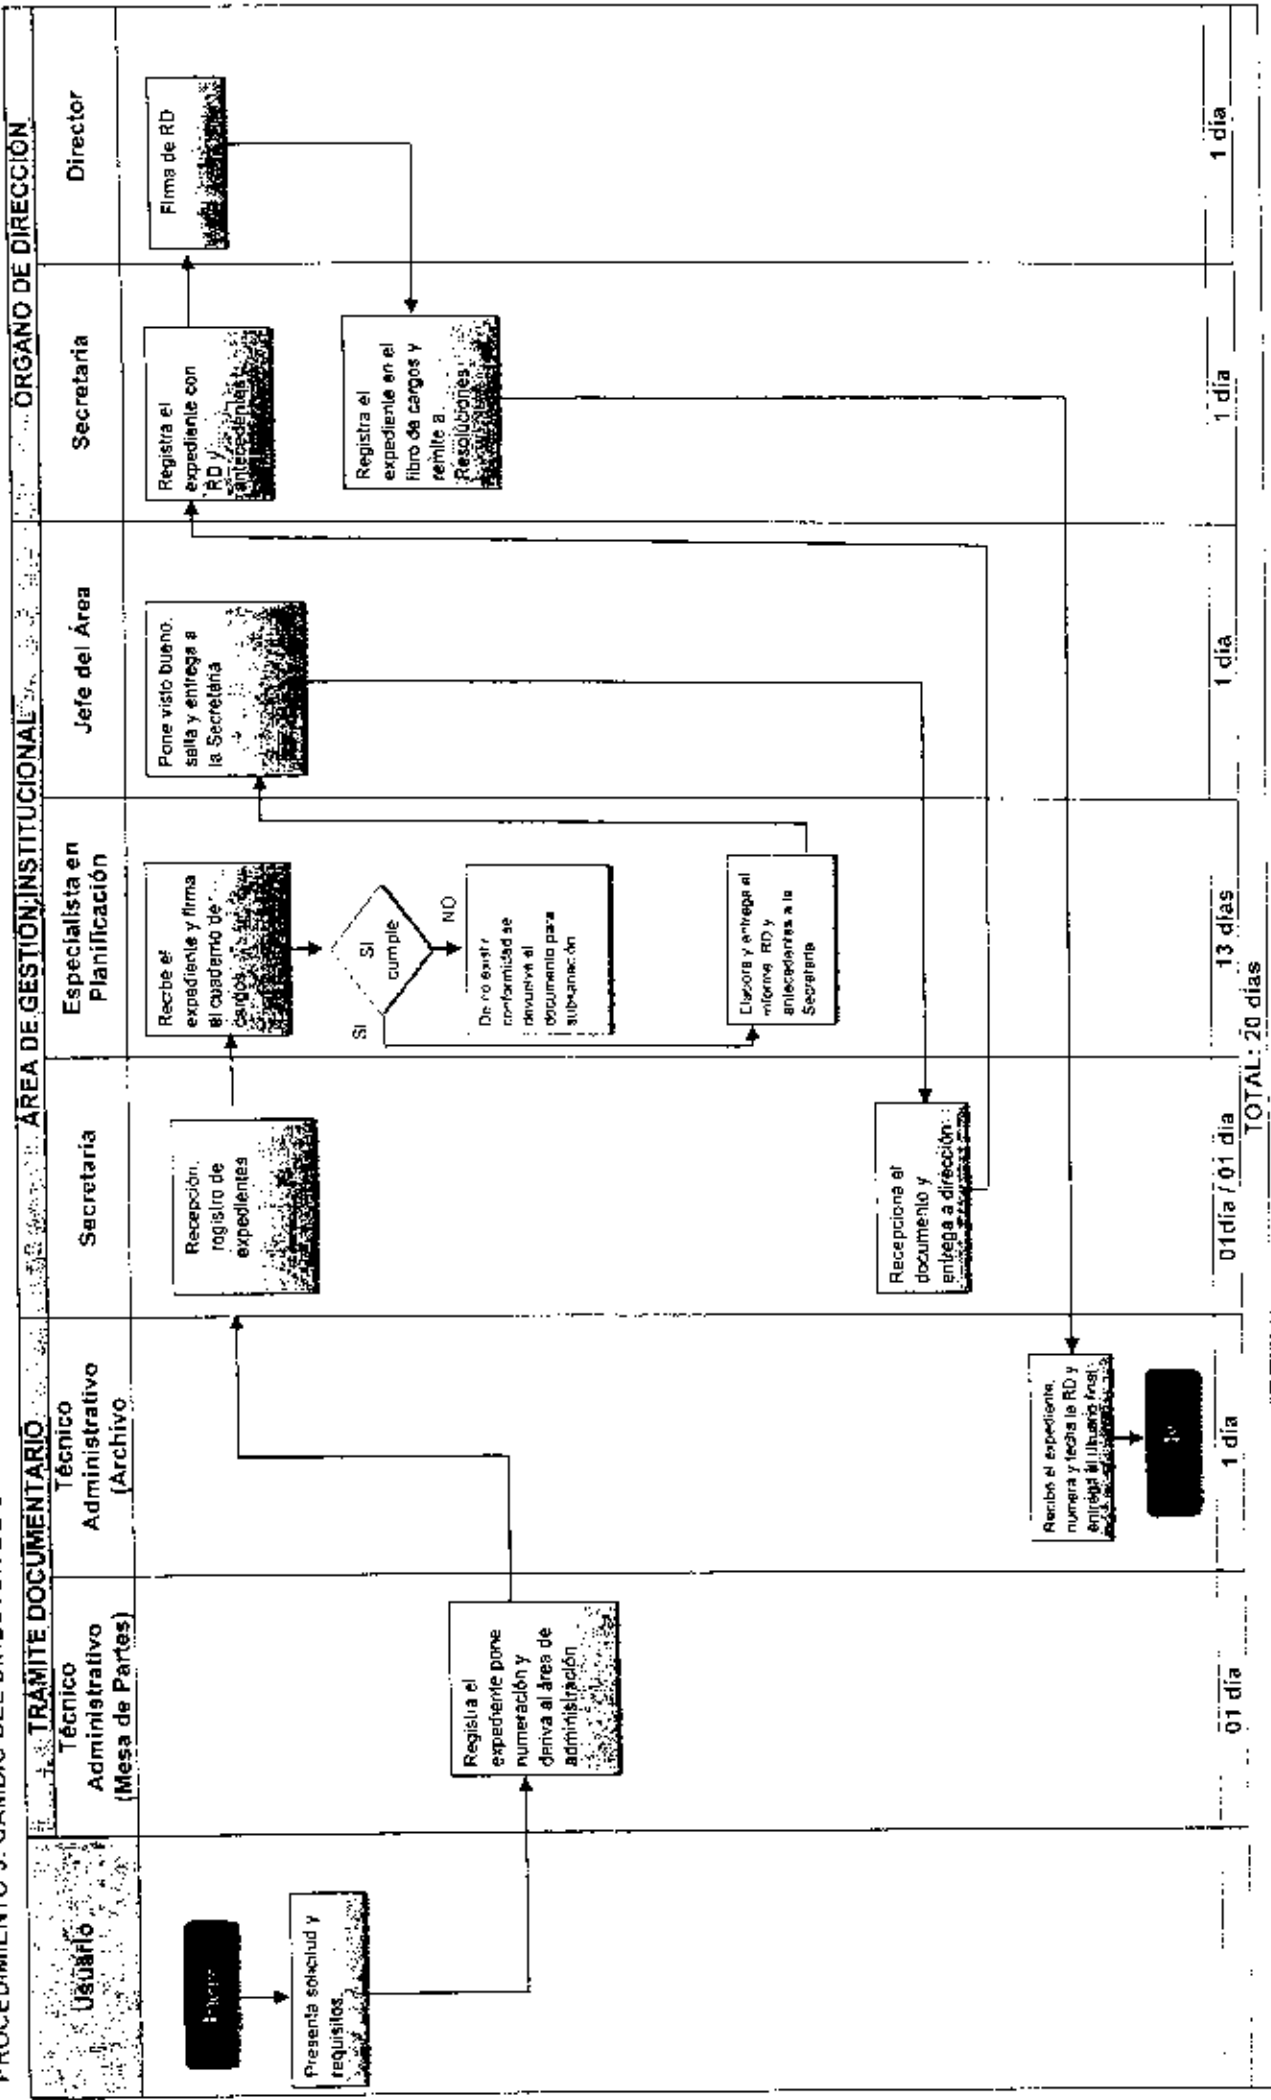 TRÁMITE DOCUMENTARIO
ÁREA DE GESTIÓN INSTITUCIONAL
ORGANO DE DIRECCIÓN
Usuario
Técnico
Administrativo
(Mesa de Partes)
Técnico
Administrativo
(Archivo
Secretaria
Especialista en
Planificación
Jefe del Área
Secretaria
Director
Presenta solicitud y
requisitos
Registra el
expediente pone
numeración y
deriva al área de
administración
Recepción,
registro de
expedientes
Recibe el
expediente y firma
el cuaderno de
cargos
SI
cumple
SI
NO
De no existir
conformidad se
devuelve el
documento para
subsanación
Elabora y entrega el
informe RD y
antecedentes a la
Secretaria
Pone visto bueno,
sella y entrega a
la Secretaria
Recepciona el
documento y
entrega a dirección
Registra el
expediente con
RD y
antecedentes
Firma de RD
Registra el
expediente en el
libro de cargos y
remite a
Resoluciones
Recibe el expediente,
numera y fecha la RD y
entrega al usuario final
01 día
1 día
01día / 01 día
13 días
1 día
1 día
1 día
TOTAL: 20 días